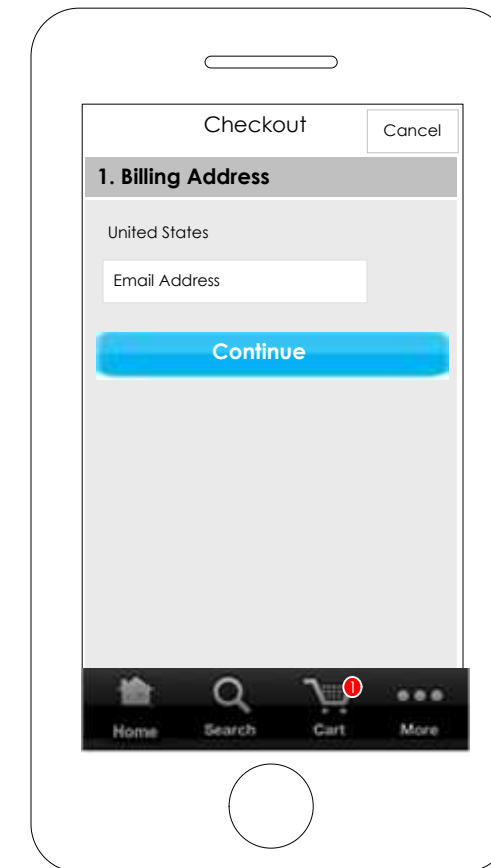 Checkout
Cancel
1. Billing Address
United States
Email Address
Continue
1
Home Search Cart More